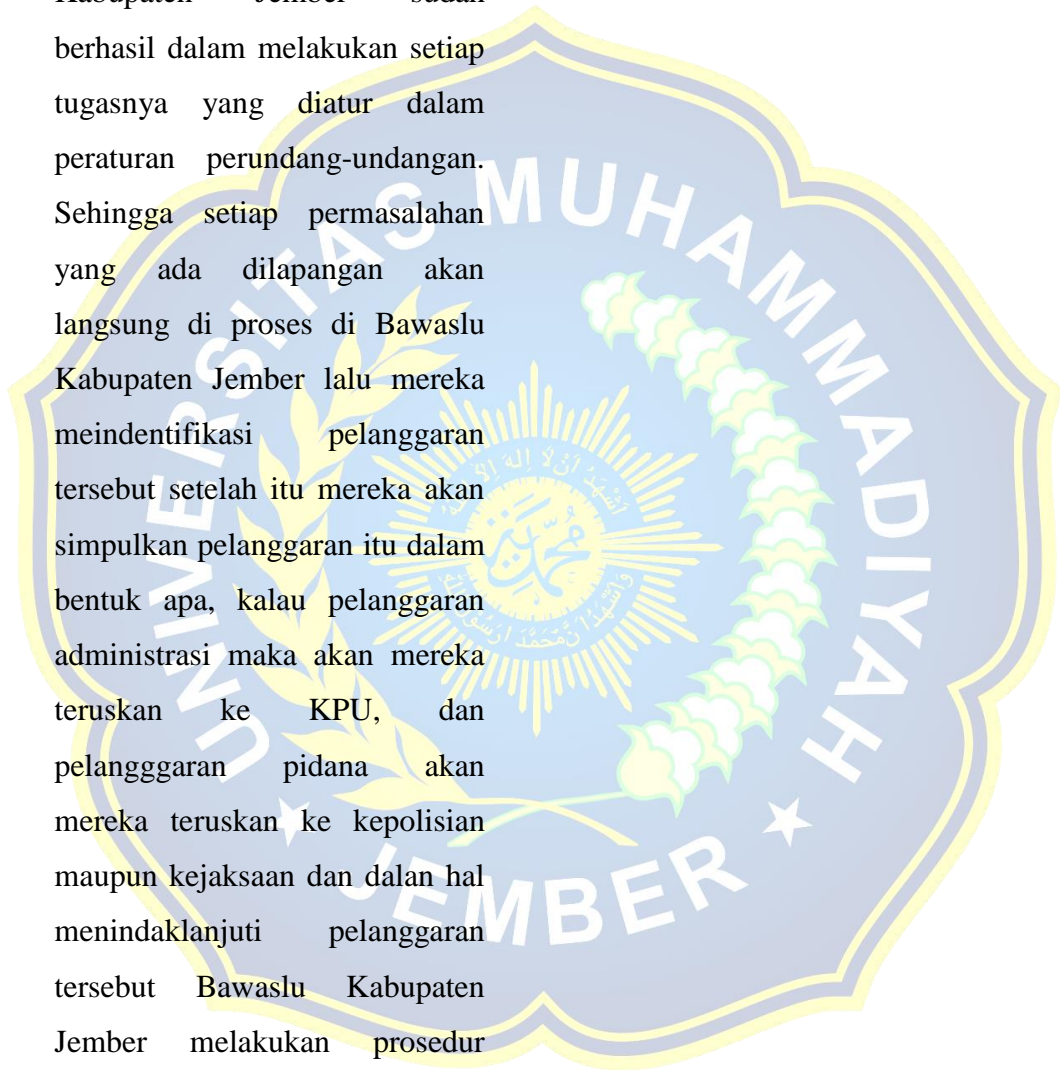 Kabupaten Jember sudah
berhasil dalam melakukan setiap
tugasnya yang diatur dalam
peraturan perundang-undangan.
Sehingga setiap permasalahan
yang ada dilapangan akan
langsung di proses di Bawaslu
Kabupaten Jember lalu mereka
meindentifikasi pelanggaran
tersebut setelah itu mereka akan
simpulkan pelanggaran itu dalam
bentuk apa, kalau pelanggaran
administrasi maka akan mereka
teruskan ke KPU, dan
pelangggaran pidana akan
mereka teruskan ke kepolisian
maupun kejaksaan dan dalan hal
menindaklanjuti pelanggaran
tersebut Bawaslu Kabupaten
Jember melakukan prosedur
UNIVERSITAS MUHAMMADIYAH
JEMBER